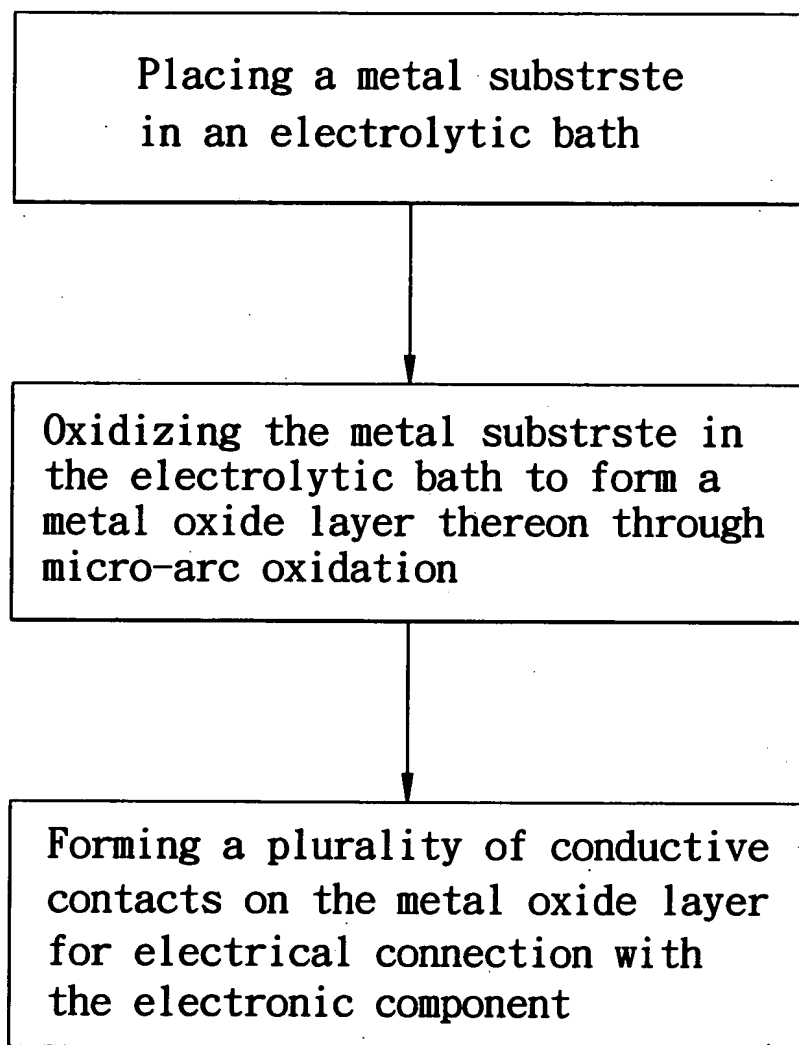 Placing a metal substrste
in an electrolytic bath
Oxidizing the metal substrste in
the electrolytic bath to form a
metal oxide layer thereon through
micro-arc oxidation
Forming a plurality of conductive
contacts on the metal oxide layer
for electrical connection with
the electronic component